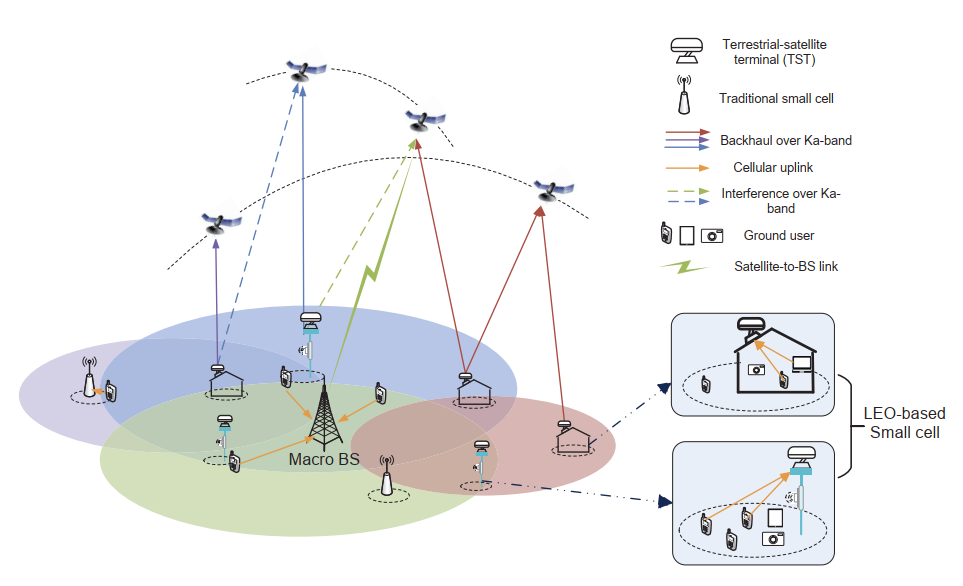 Terrestrial-satellite
terminal (TST)
Traditional small cell
Backhaul over Ka-band
Cellular uplink
Interference over Ka-
band
Ground user
Satellite-to-BS link
Macro BS
LEO-based
Small cell